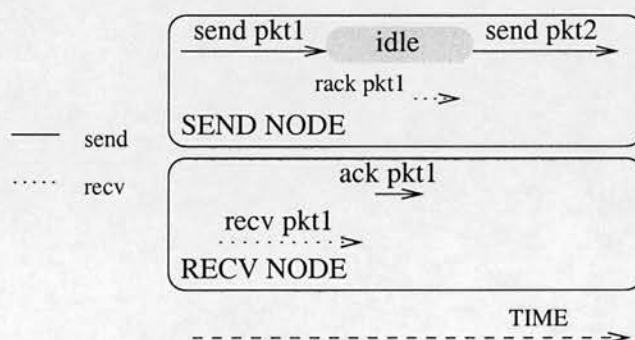 send pkt1
idle
send pkt2
rack pkt1
SEND NODE
send
recv
ack pkt1
recv pkt1
RECV NODE
TIME